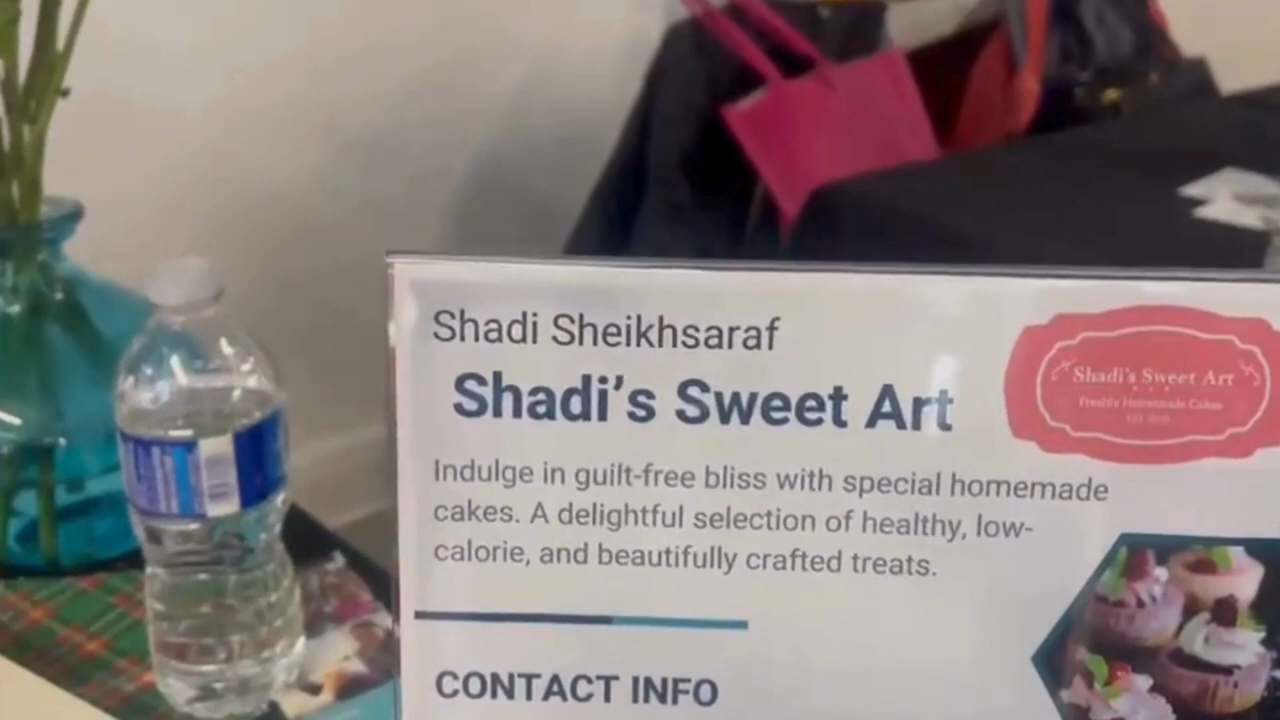 Shadi Sheikhsaraf
Shadi's Sweet Art
Shadi's Sweet Art
Freshly Homemade Cakes
Indulge in guilt-free bliss with special homemade
cakes. A delightful selection of healthy, low-
calorie, and beautifully crafted treats.
CONTACT INFO